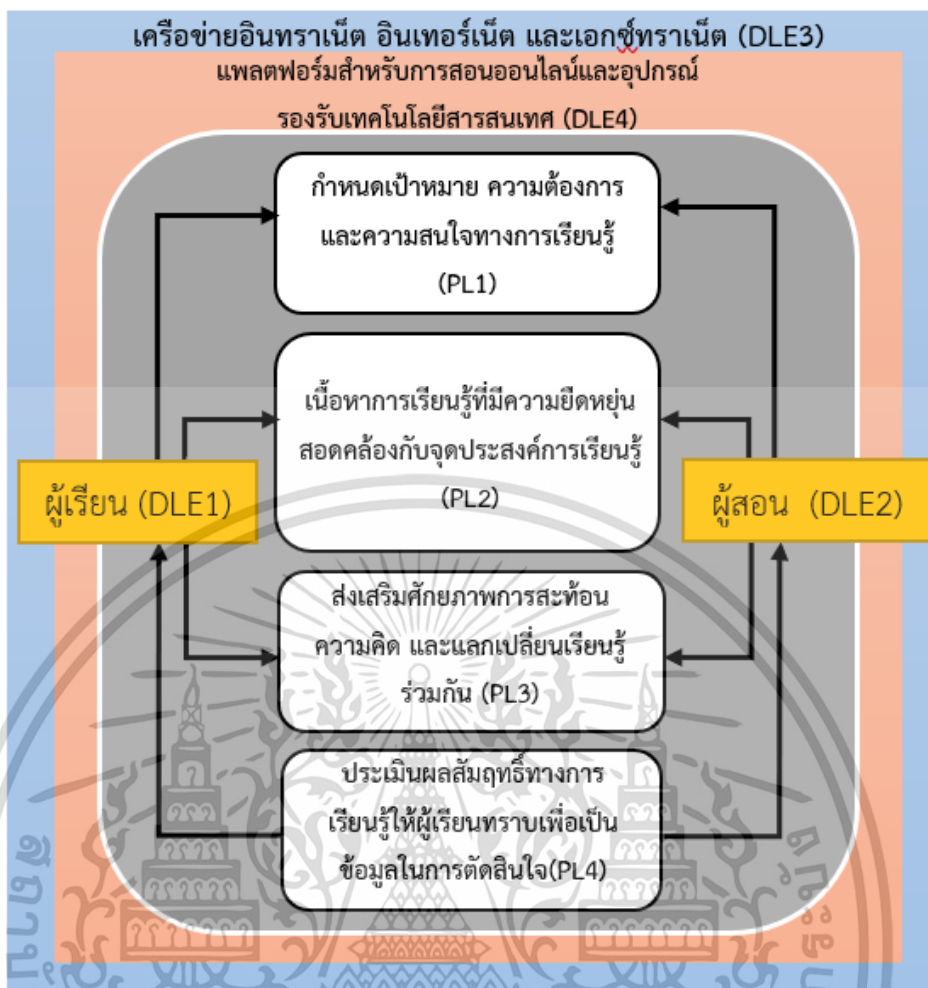 เครือข่ายอินทราเน็ต อินเทอร์เน็ต และเอกซ์ทราเน็ต (DLE3)
แพลตฟอร์มสำหรับการสอนออนไลน์และอุปกรณ์
รองรับเทคโนโลยีสารสนเทศ (DLE4)
กำหนดเป้าหมาย ความต้องการ
และความสนใจทางการเรียนรู้
(PL1)
เนื้อหาการเรียนรู้ที่มีความยืดหยุ่น
สอดคล้องกับจุดประสงค์การเรียนรู้
(PL2)
ผู้เรียน (DLE1)
ผู้สอน (DLE2)
ส่งเสริมศักยภาพการสะท้อน
ความคิด และแลกเปลี่ยนเรียนรู้
ร่วมกัน (PL3)
ประเมินผลสัมฤทธิ์ทางการ
เรียนรู้ให้ผู้เรียนทราบเพื่อเป็น
ข้อมูลในการตัดสินใจ(PL4)